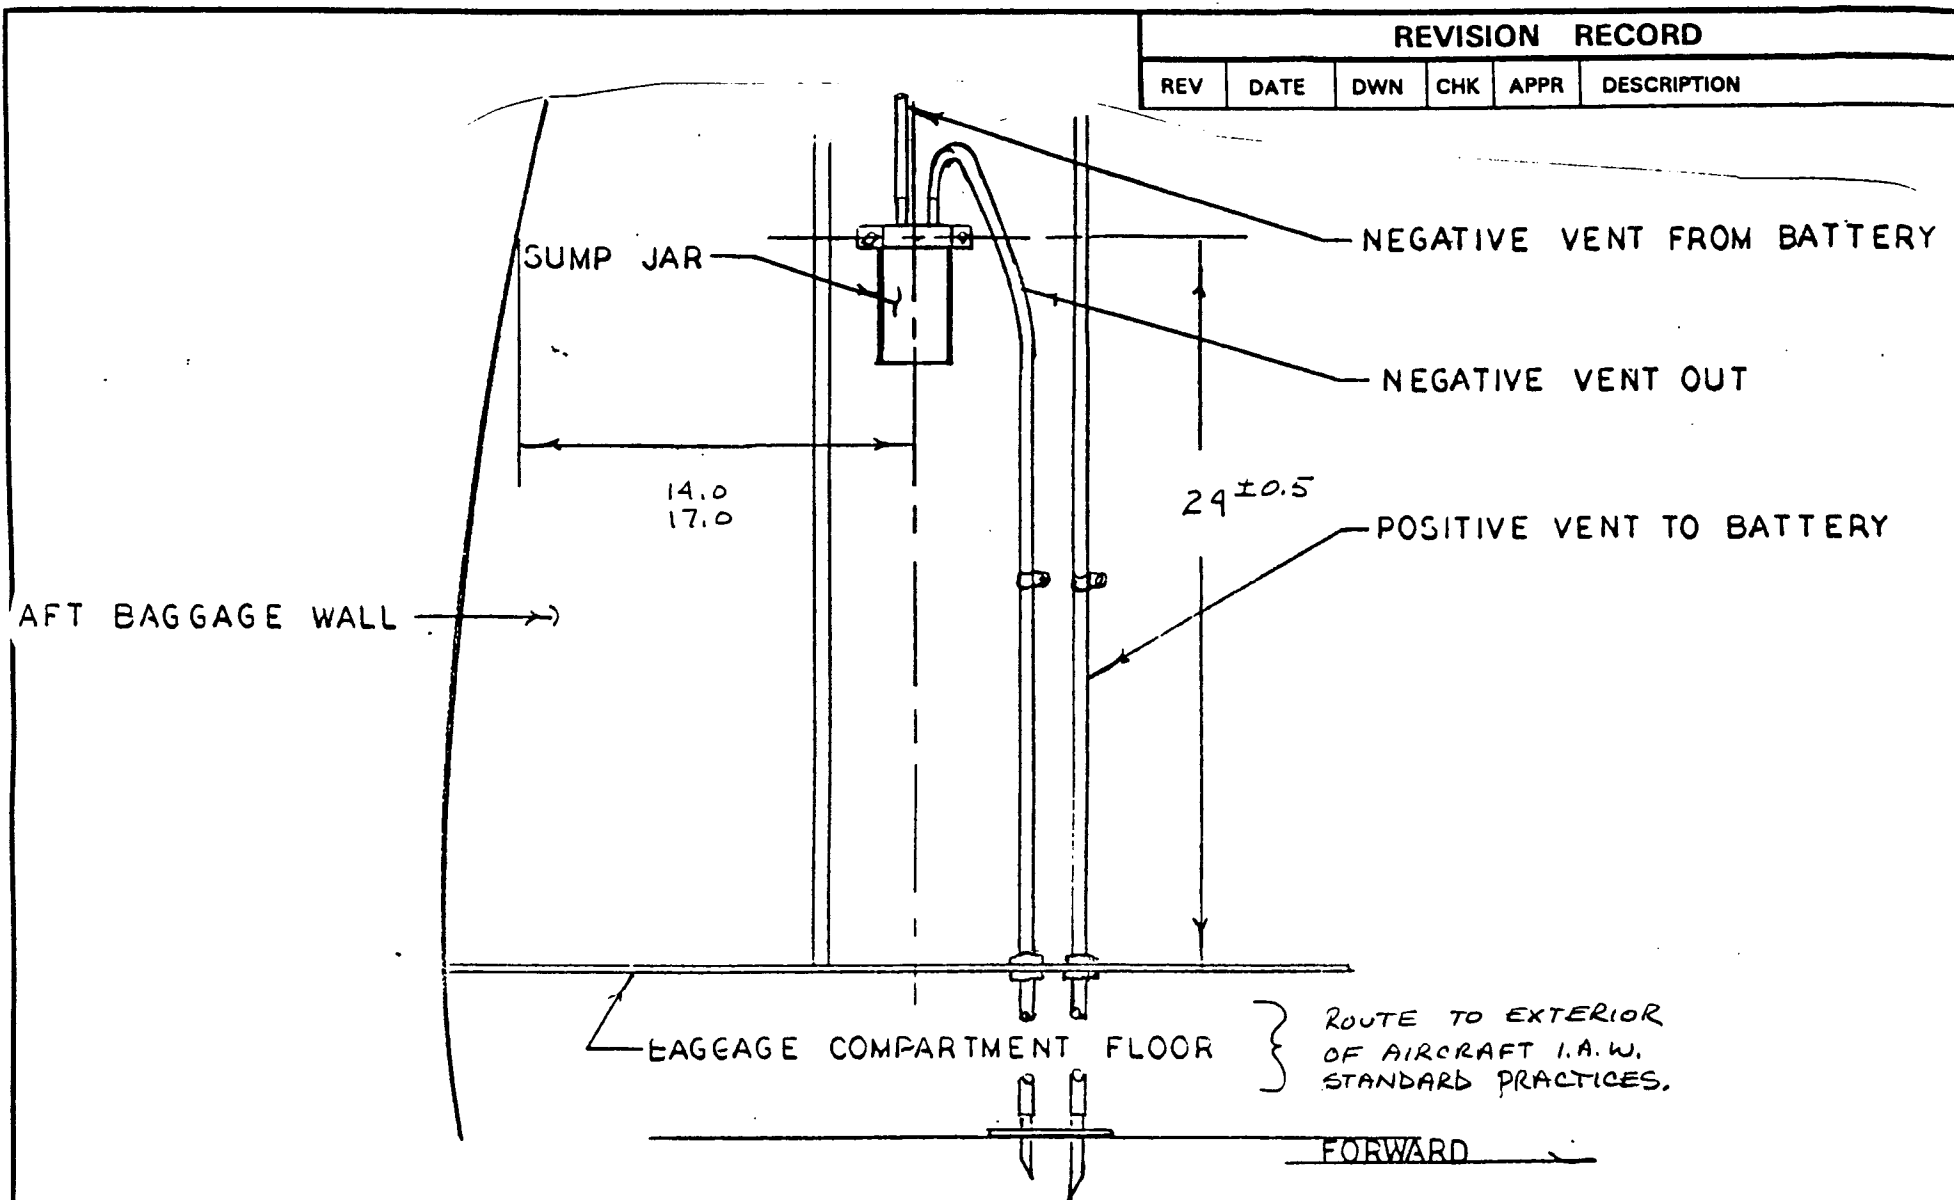 REVISION RECORD
REV DATE DWN CHK APPR DESCRIPTION
NEGATIVE VENT FROM BATTERY
SUMP JAR
NEGATIVE VENT OUT
14.0
17.0
24 ±0.5
POSITIVE VENT TO BATTERY
AFT BAGGAGE WALL
BAGGAGE COMPARTMENT FLOOR
ROUTE TO EXTERIOR
OF AIRCRAFT I.A.W.
STANDARD PRACTICES.
FORWARD